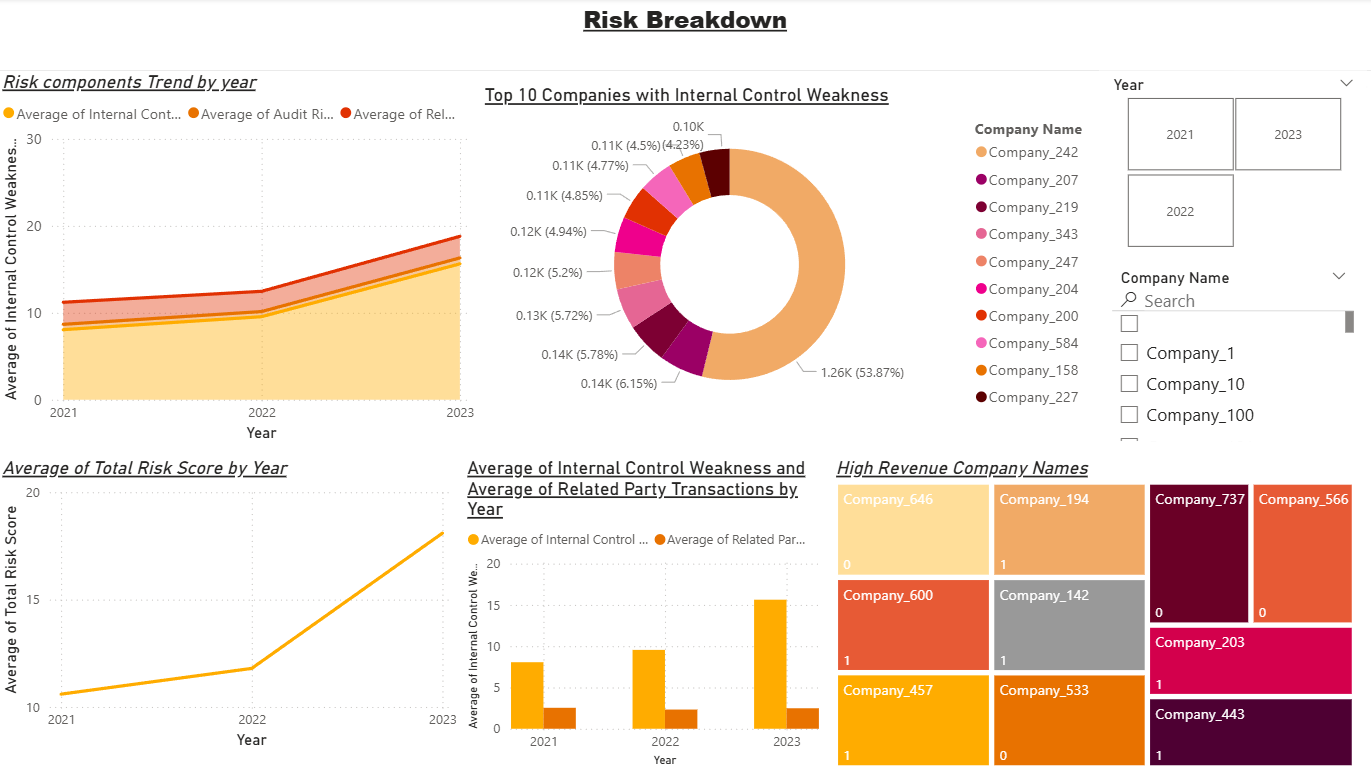 Risk Breakdown
Risk components Trend by year
Average of Internal Cont... Average of Audit Ri... Average of Rel...
Average of Internal Control Weaknes...
30
20
10
0
2021 2022 2023
Year
Top 10 Companies with Internal Control Weakness
0.10K
(4.23%)
0.11K (4.5%)
0.11K (4.77%)
0.11K (4.85%)
0.12K (4.94%)
0.12K (5.2%)
0.13K (5.72%)
0.14K (5.78%)
0.14K (6.15%)
1.26K (53.87%)
Company Name
Company_242
Company_207
Company_219
Company_343
Company_247
Company_204
Company_200
Company_584
Company_158
Company_227
Year
2021 2023
2022
Company Name
Search
Company_1
Company_10
Company_100
Average of Total Risk Score by Year
Average of Total Risk Score
20
15
10
2021 2022 2023
Year
Average of Internal Control Weakness and
Average of Related Party Transactions by
Year
Average of Internal Control ... Average of Related Par...
Average of Internal Control We...
20
15
10
5
0
2021 2022 2023
Year
High Revenue Company Names
Company_646
0
Company_194
1
Company_737
0
Company_566
0
Company_600
1
Company_142
1
Company_203
1
Company_457
1
Company_533
0
Company_443
1